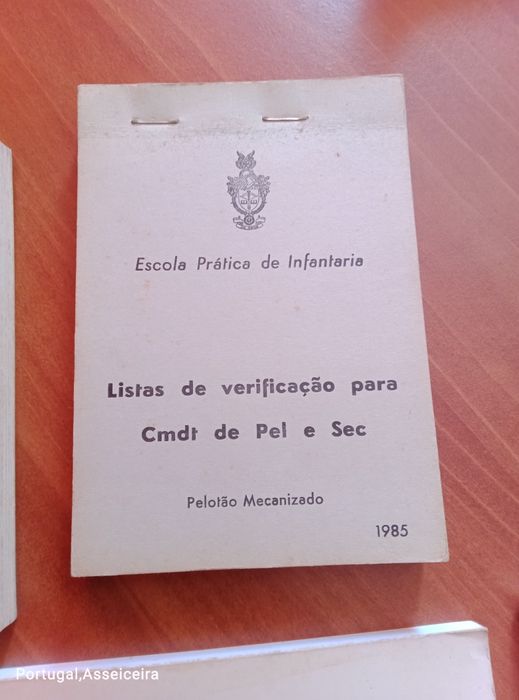 Escola Prática de Infantaria
Listas de verificação para
Cmdt de Pel e Sec
Pelotão Mecanizado
1985
Portugal,Asseiceira